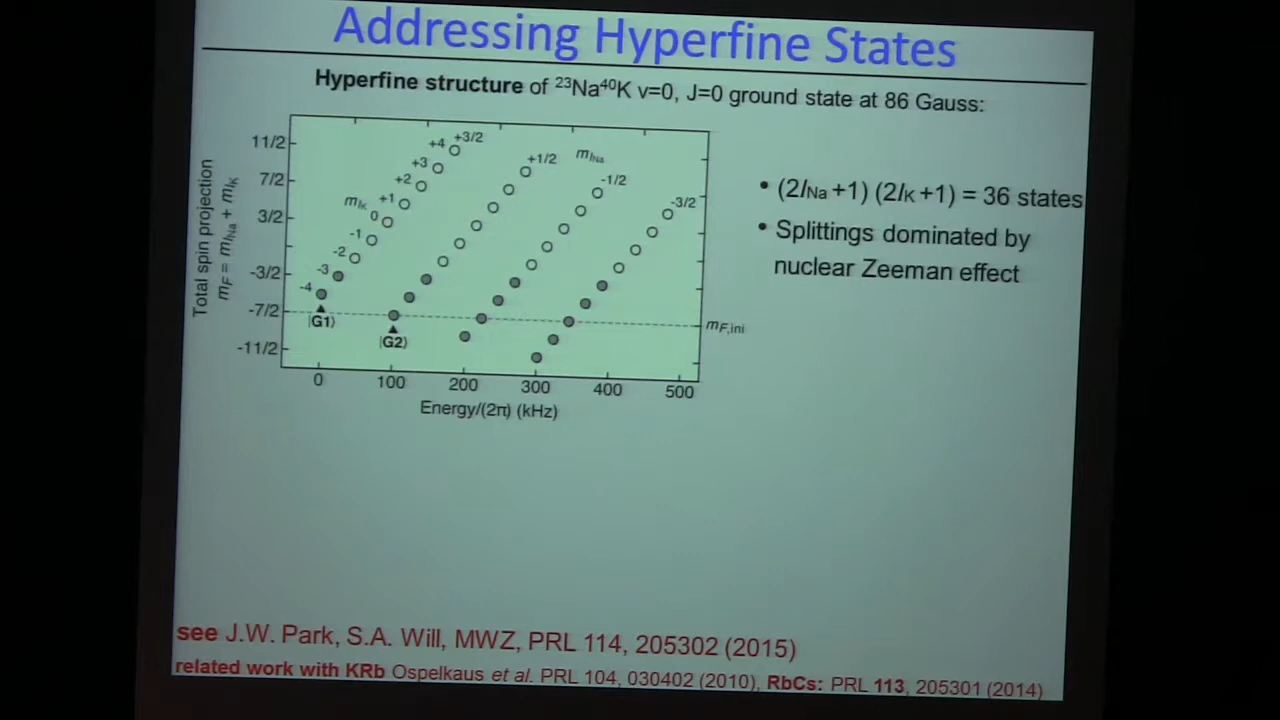 Addressing Hyperfine States
Hyperfine structure of ²³Na⁴⁰K v=0, J=0 ground state at 86 Gauss:
Total spin projection
m_F = m_INa + m_IK
11/2
7/2
3/2
-3/2
-7/2
-11/2
m_IK
+4
+3
+2
+1
0
-1
-2
-3
-4
+3/2
+1/2
m_INa
-1/2
-3/2
|G1⟩
|G2⟩
m_F,ini
0 100 200 300 400 500
Energy/(2π) (kHz)
• (2I_Na +1) (2I_K +1) = 36 states
• Splittings dominated by
nuclear Zeeman effect
see J.W. Park, S.A. Will, MWZ, PRL 114, 205302 (2015)
related work with KRb Ospelkaus et al. PRL 104, 030402 (2010), RbCs: PRL 113, 205301 (2014)